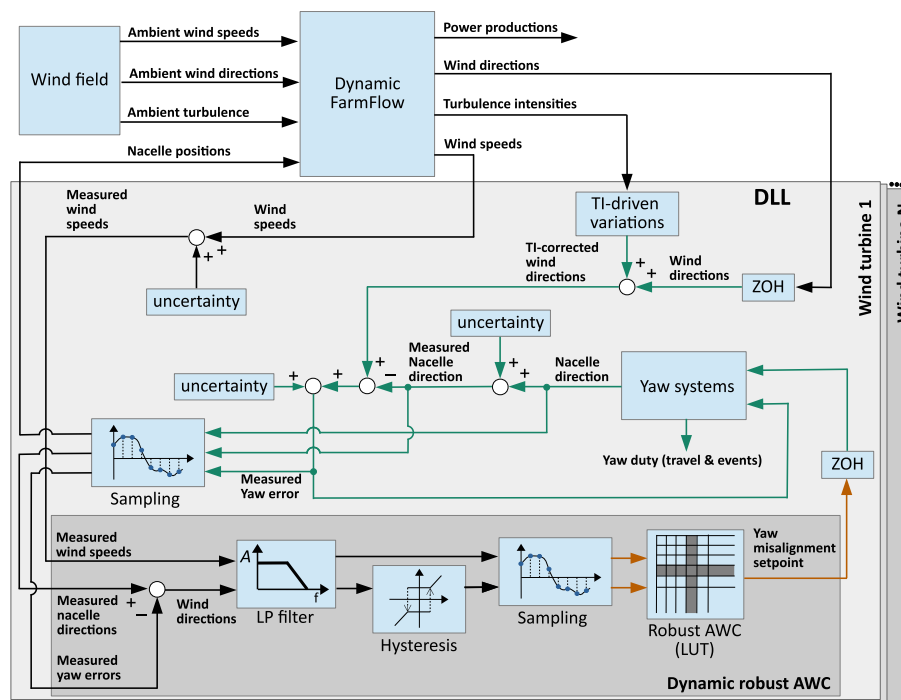 Ambient wind speeds
Ambient wind directions
Ambient turbulence
Nacelle positions
Wind field
Dynamic
FarmFlow
Power productions
Wind directions
Turbulence intensities
Wind speeds
DLL
Wind turbine 1
Measured
wind
speeds
Wind
speeds
+
+
uncertainty
TI-driven
variations
TI-corrected
wind
directions
+
+
Wind
directions
ZOH
uncertainty
Measured
Nacelle
direction
+
+
Nacelle
direction
Yaw systems
Yaw duty (travel & events)
uncertainty
+
+
+
−
Sampling
Measured
Yaw error
ZOH
Measured
wind speeds
Measured
nacelle
directions
+
−
Measured
yaw errors
Wind
directions
A
f
LP filter
Hysteresis
Sampling
Robust AWC
(LUT)
Yaw
misalignment
setpoint
Dynamic robust AWC